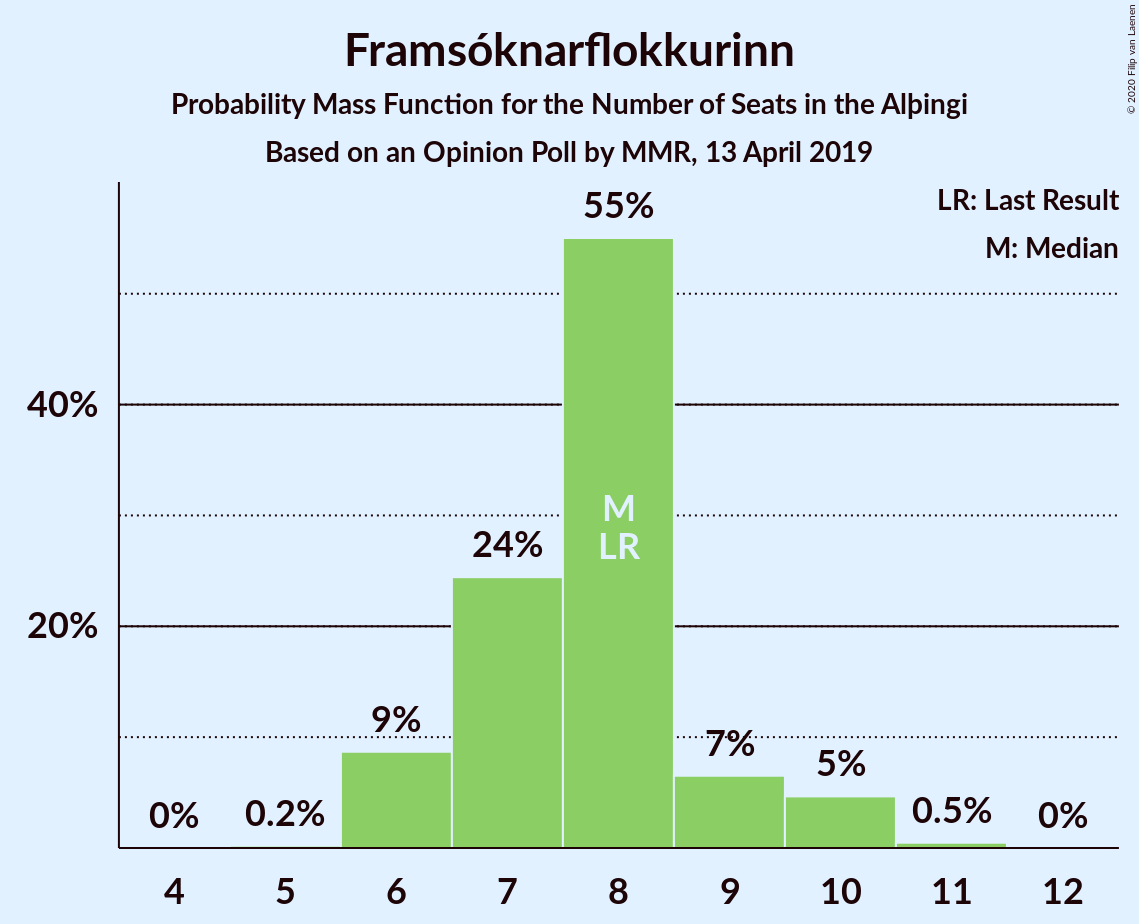 Framsóknarflokkurinn
Probability Mass Function for the Number of Seats in the Alþingi
Based on an Opinion Poll by MMR, 13 April 2019
© 2020 Filip van Laenen
LR: Last Result
M: Median
55%
40%
M
LR
24%
20%
9%
7%
5%
0%
0.2%
0.5%
0%
4 5 6 7 8 9 10 11 12